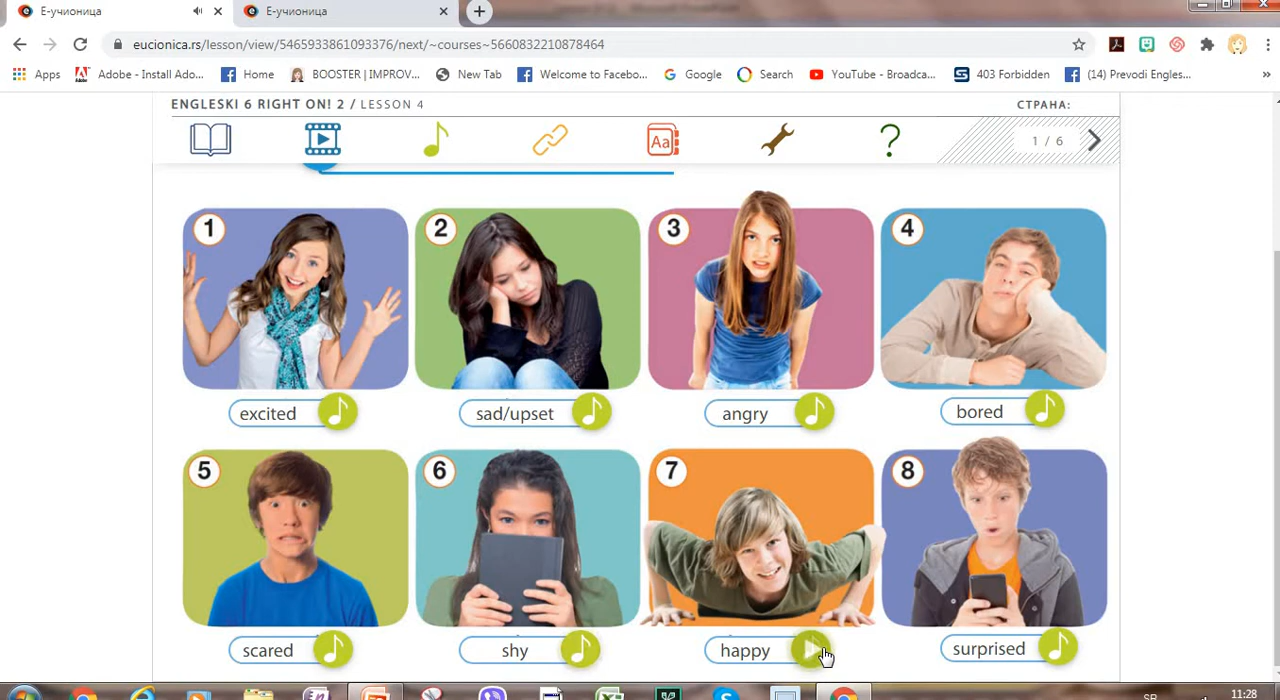 Е-учионица
Е-учионица
eucionica.rs/lesson/view/5465933861093376/next/~courses~5660833210878464
Apps Adobe - Install Ado... Home BOOSTER | IMPROV... New Tab Welcome to Facebo... Google Search YouTube - Broadca... 403 Forbidden (14) Prevodi Engles... »
ENGLESKI 6 RIGHT ON! 2 / LESSON 4
СТРАНА:
Aa
?
1 / 6
1
2
3
4
excited
sad/upset
angry
bored
5
6
7
8
scared
shy
happy
surprised
SR
11:28